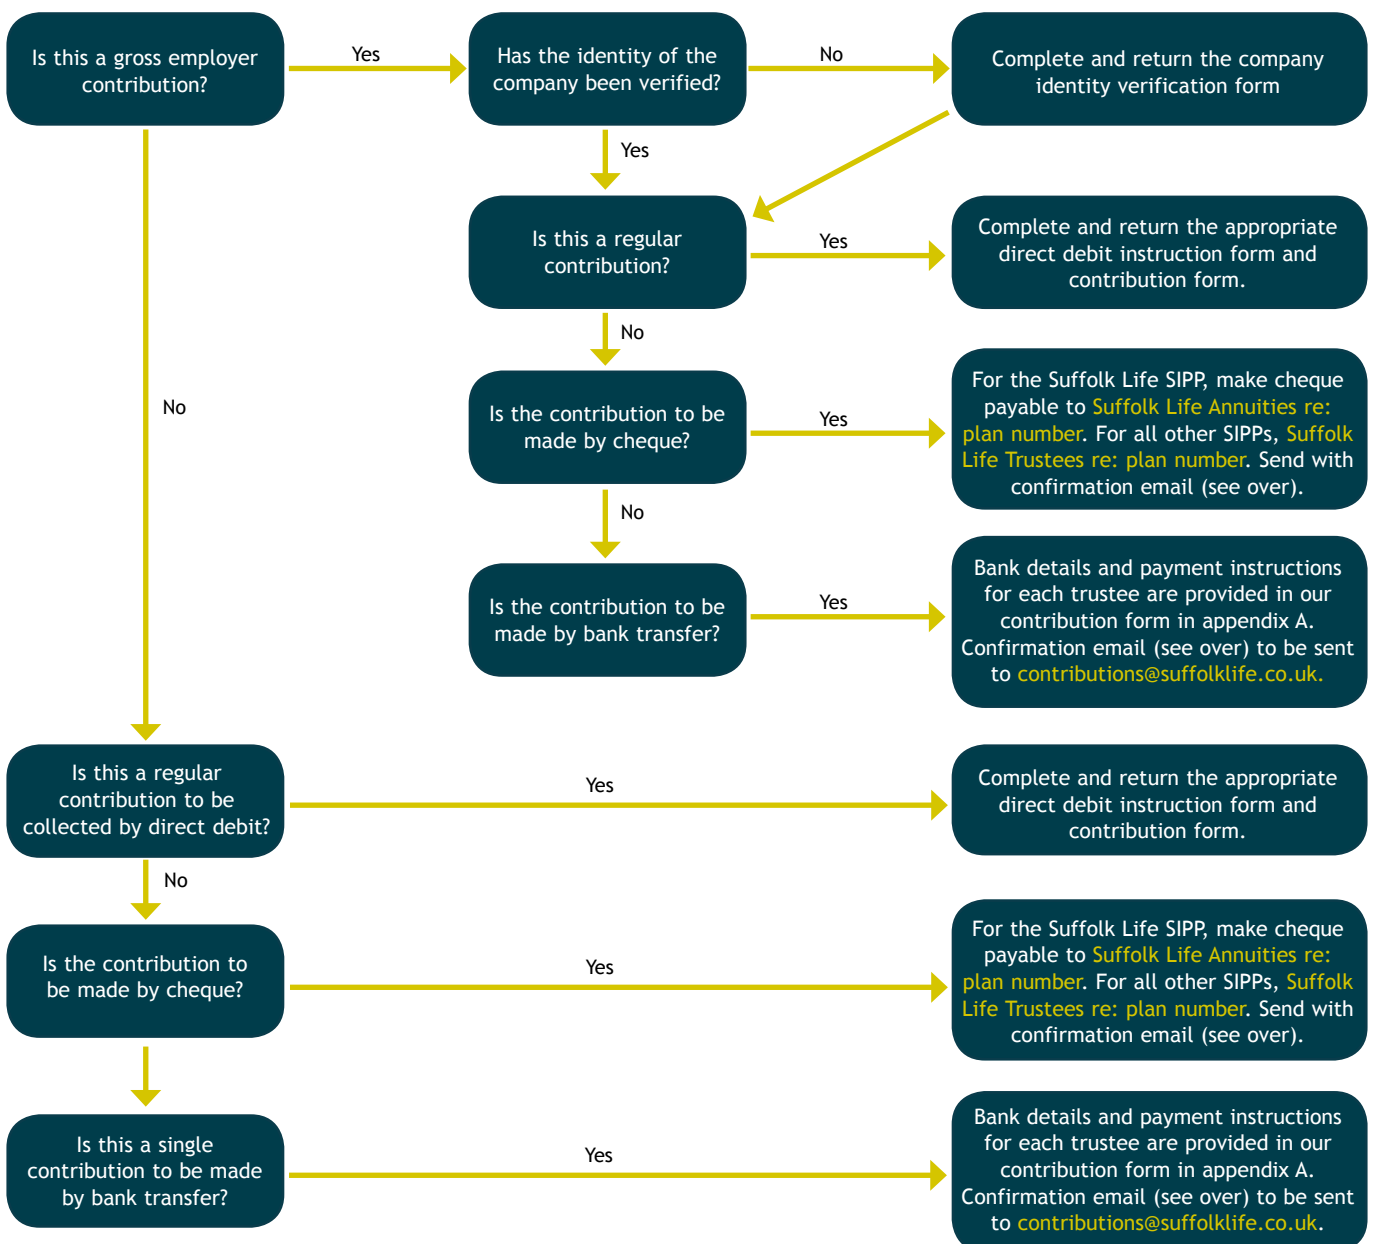 Is this a gross employer
contribution?
Yes
Has the identity of the
company been verified?
No
Complete and return the company
identity verification form
Yes
Is this a regular
contribution?
Yes
Complete and return the appropriate
direct debit instruction form and
contribution form.
No
Is the contribution to be
made by cheque?
Yes
For the Suffolk Life SIPP, make cheque
payable to Suffolk Life Annuities re:
plan number. For all other SIPPs, Suffolk
Life Trustees re: plan number. Send with
confirmation email (see over).
No
No
Is the contribution to be
made by bank transfer?
Yes
Bank details and payment instructions
for each trustee are provided in our
contribution form in appendix A.
Confirmation email (see over) to be sent
to contributions@suffolklife.co.uk.
Is this a regular
contribution to be
collected by direct debit?
Yes
Complete and return the appropriate
direct debit instruction form and
contribution form.
No
Is the contribution to
be made by cheque?
Yes
For the Suffolk Life SIPP, make cheque
payable to Suffolk Life Annuities re:
plan number. For all other SIPPs, Suffolk
Life Trustees re: plan number. Send with
confirmation email (see over).
Is this a single
contribution to be made
by bank transfer?
Yes
Bank details and payment instructions
for each trustee are provided in our
contribution form in appendix A.
Confirmation email (see over) to be sent
to contributions@suffolklife.co.uk.